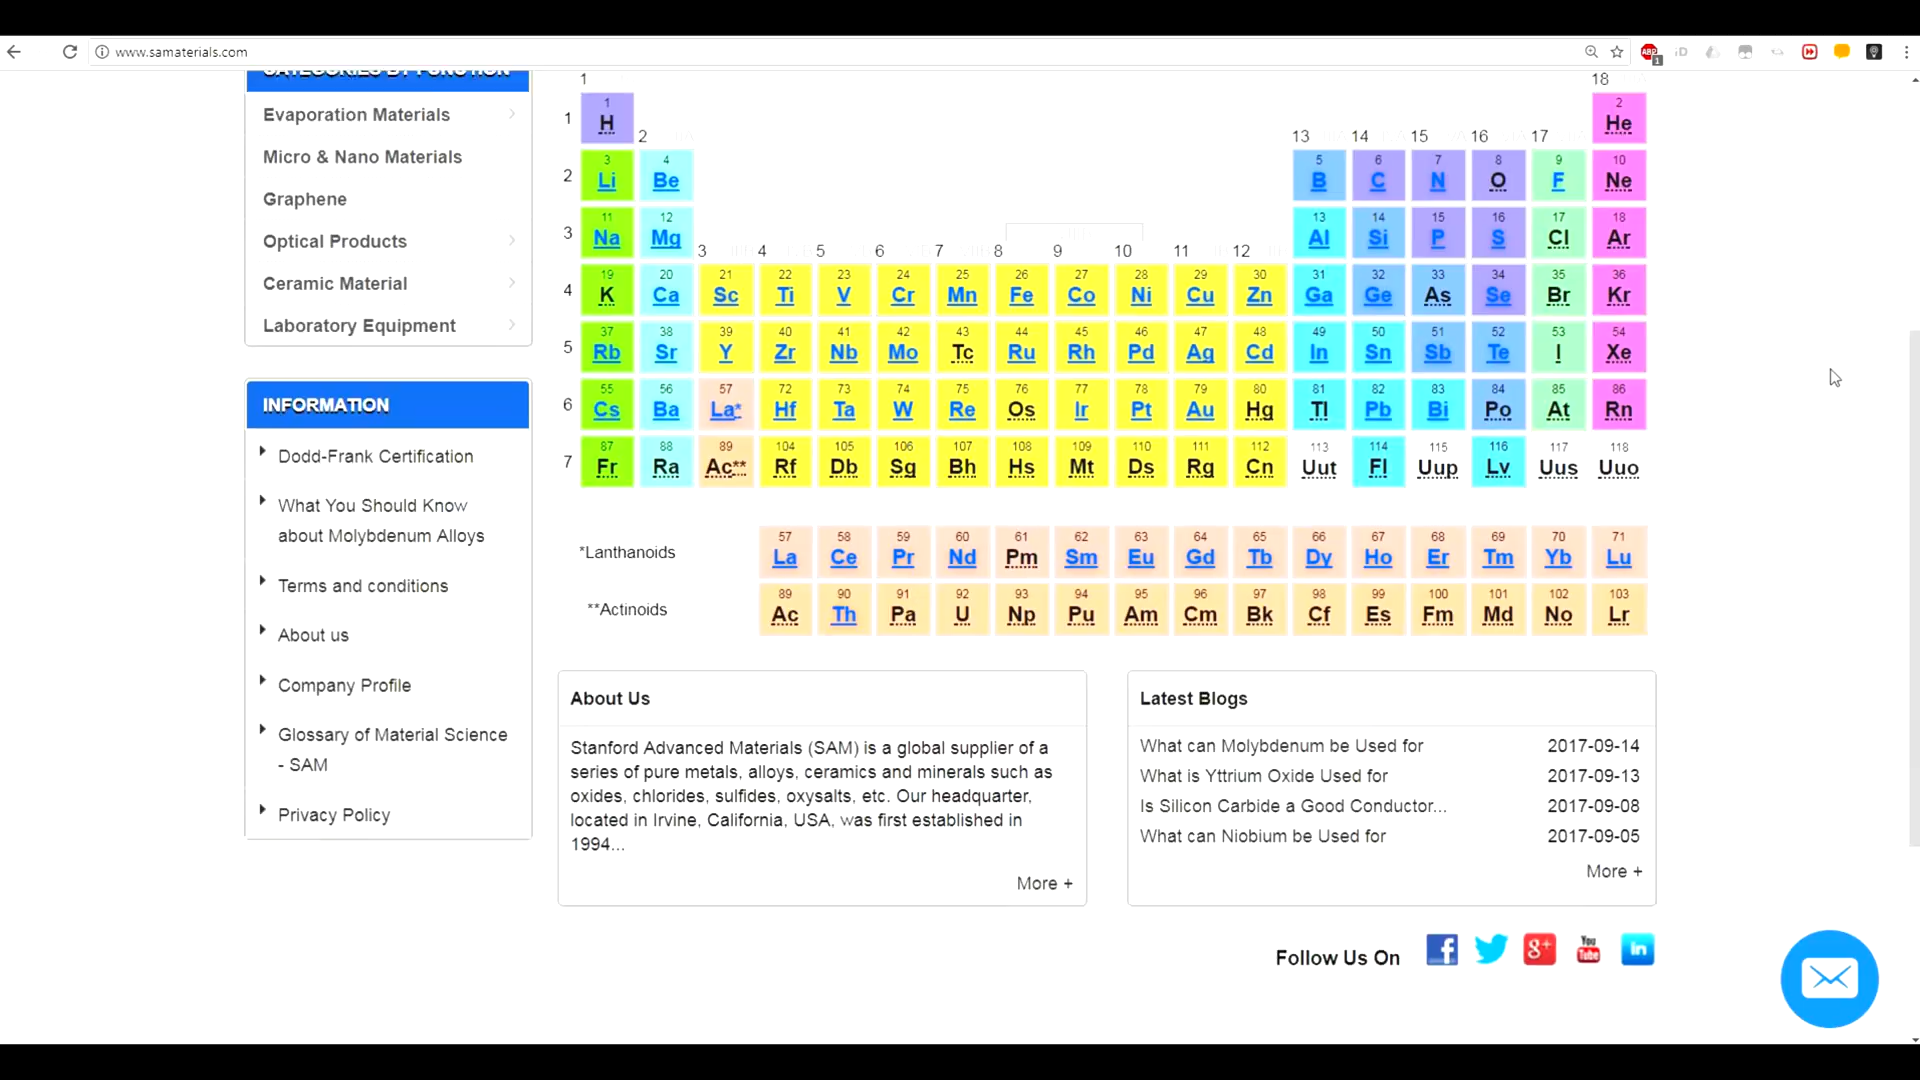 www.samaterials.com
CATEGORIES BY FUNCTION
Evaporation Materials
Micro & Nano Materials
Graphene
Optical Products
Ceramic Material
Laboratory Equipment
INFORMATION
Dodd-Frank Certification
What You Should Know
about Molybdenum Alloys
Terms and conditions
About us
Company Profile
Glossary of Material Science
- SAM
Privacy Policy
1 18
1 2
1 H He
2 13 14 15 16 17
3 4 5 6 7 8 9 10
2 Li Be B C N O F Ne
11 12 13 14 15 16 17 18
3 Na Mg Al Si P S Cl Ar
3 4 5 6 7 8 9 10 11 12
19 20 21 22 23 24 25 26 27 28 29 30 31 32 33 34 35 36
4 K Ca Sc Ti V Cr Mn Fe Co Ni Cu Zn Ga Ge As Se Br Kr
37 38 39 40 41 42 43 44 45 46 47 48 49 50 51 52 53 54
5 Rb Sr Y Zr Nb Mo Tc Ru Rh Pd Ag Cd In Sn Sb Te I Xe
55 56 57 72 73 74 75 76 77 78 79 80 81 82 83 84 85 86
6 Cs Ba La* Hf Ta W Re Os Ir Pt Au Hg Tl Pb Bi Po At Rn
87 88 89 104 105 106 107 108 109 110 111 112 113 114 115 116 117 118
7 Fr Ra Ac** Rf Db Sg Bh Hs Mt Ds Rg Cn Uut Fl Uup Lv Uus Uuo
57 58 59 60 61 62 63 64 65 66 67 68 69 70 71
*Lanthanoids La Ce Pr Nd Pm Sm Eu Gd Tb Dy Ho Er Tm Yb Lu
89 90 91 92 93 94 95 96 97 98 99 100 101 102 103
**Actinoids Ac Th Pa U Np Pu Am Cm Bk Cf Es Fm Md No Lr
About Us
Stanford Advanced Materials (SAM) is a global supplier of a
series of pure metals, alloys, ceramics and minerals such as
oxides, chlorides, sulfides, oxysalts, etc. Our headquarter,
located in Irvine, California, USA, was first established in
1994...
More +
Latest Blogs
What can Molybdenum be Used for 2017-09-14
What is Yttrium Oxide Used for 2017-09-13
Is Silicon Carbide a Good Conductor... 2017-09-08
What can Niobium be Used for 2017-09-05
More +
Follow Us On
f g+ You Tube in